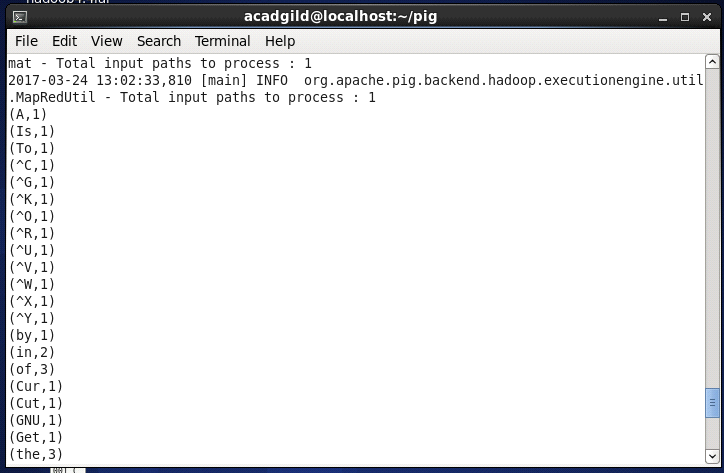 acadgild@localhost:~/pig
File Edit View Search Terminal Help
mat - Total input paths to process : 1
2017-03-24 13:02:33,810 [main] INFO  org.apache.pig.backend.hadoop.executionengine.util
.MapRedUtil - Total input paths to process : 1
(A,1)
(Is,1)
(To,1)
(^C,1)
(^G,1)
(^K,1)
(^O,1)
(^R,1)
(^U,1)
(^V,1)
(^W,1)
(^X,1)
(^Y,1)
(by,1)
(in,2)
(of,3)
(Cur,1)
(Cut,1)
(GNU,1)
(Get,1)
(the,3)